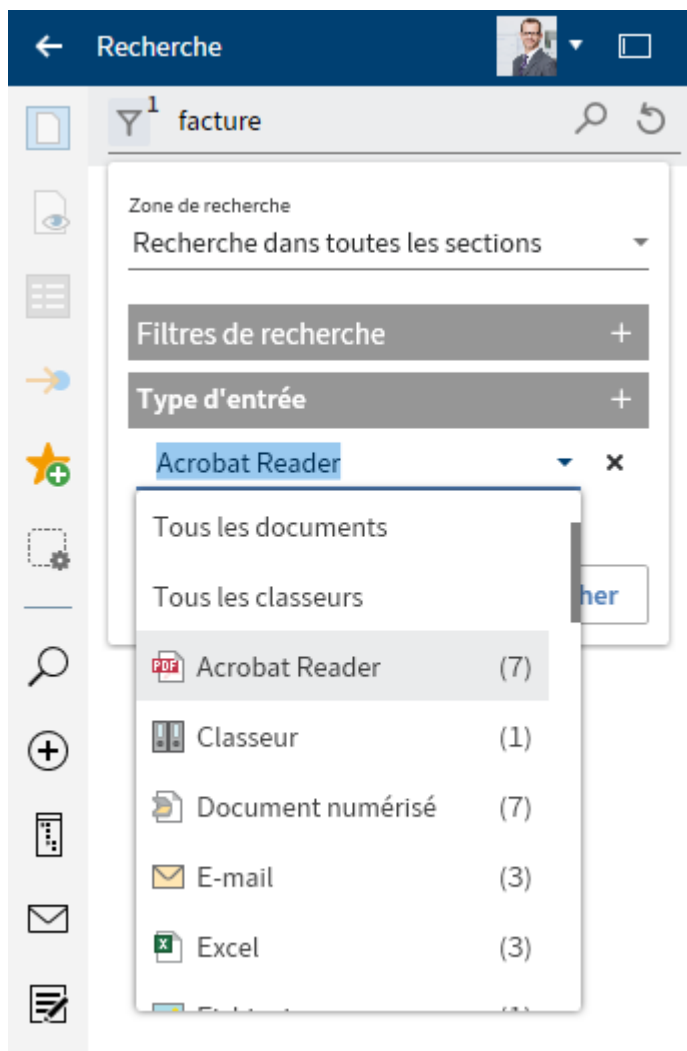 Recherche
1 facture
Zone de recherche
Recherche dans toutes les sections
Filtres de recherche +
Type d'entrée +
Acrobat Reader
Tous les documents
Tous les classeurs
her
PDF Acrobat Reader (7)
Classeur (1)
Document numérisé (7)
E-mail (3)
Excel (3)